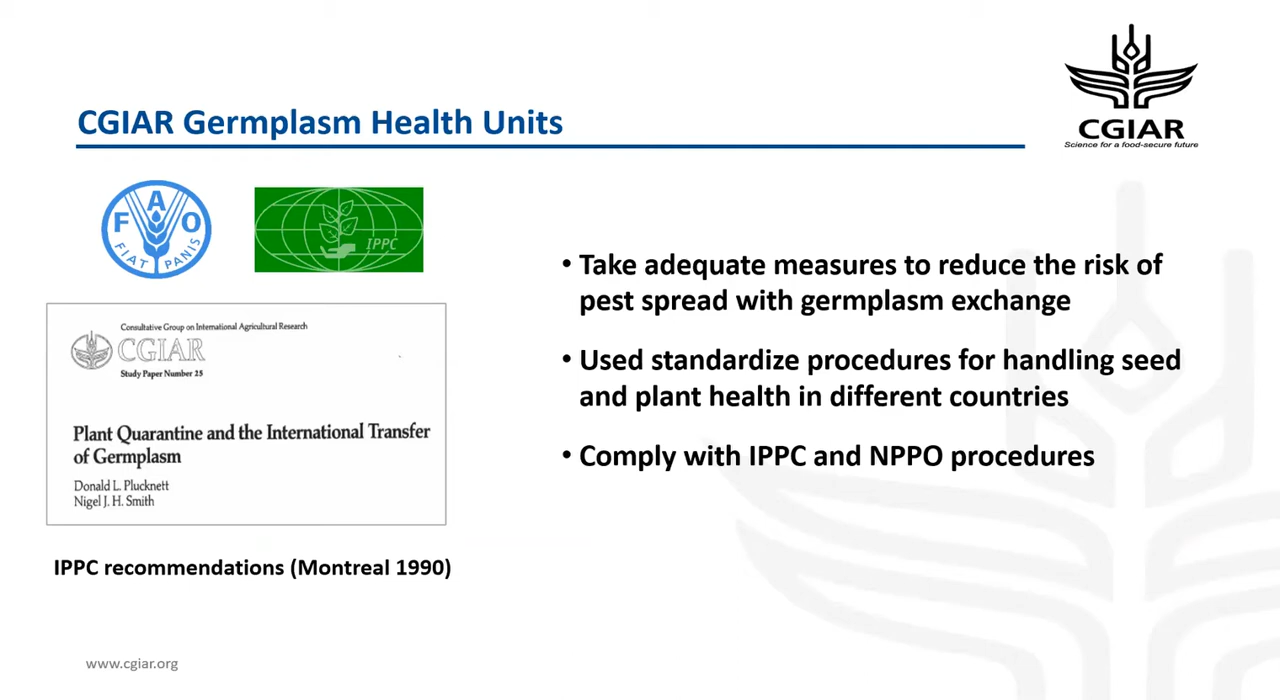 CGIAR
Science for a food-secure future
CGIAR Germplasm Health Units
F A O
FIAT PANIS
IPPC
Consultative Group on International Agricultural Research
CGIAR
Study Paper Number 25
Plant Quarantine and the International Transfer
of Germplasm
Donald L. Plucknett
Nigel J. H. Smith
IPPC recommendations (Montreal 1990)
• Take adequate measures to reduce the risk of
pest spread with germplasm exchange
• Used standardize procedures for handling seed
and plant health in different countries
• Comply with IPPC and NPPO procedures
www.cgiar.org